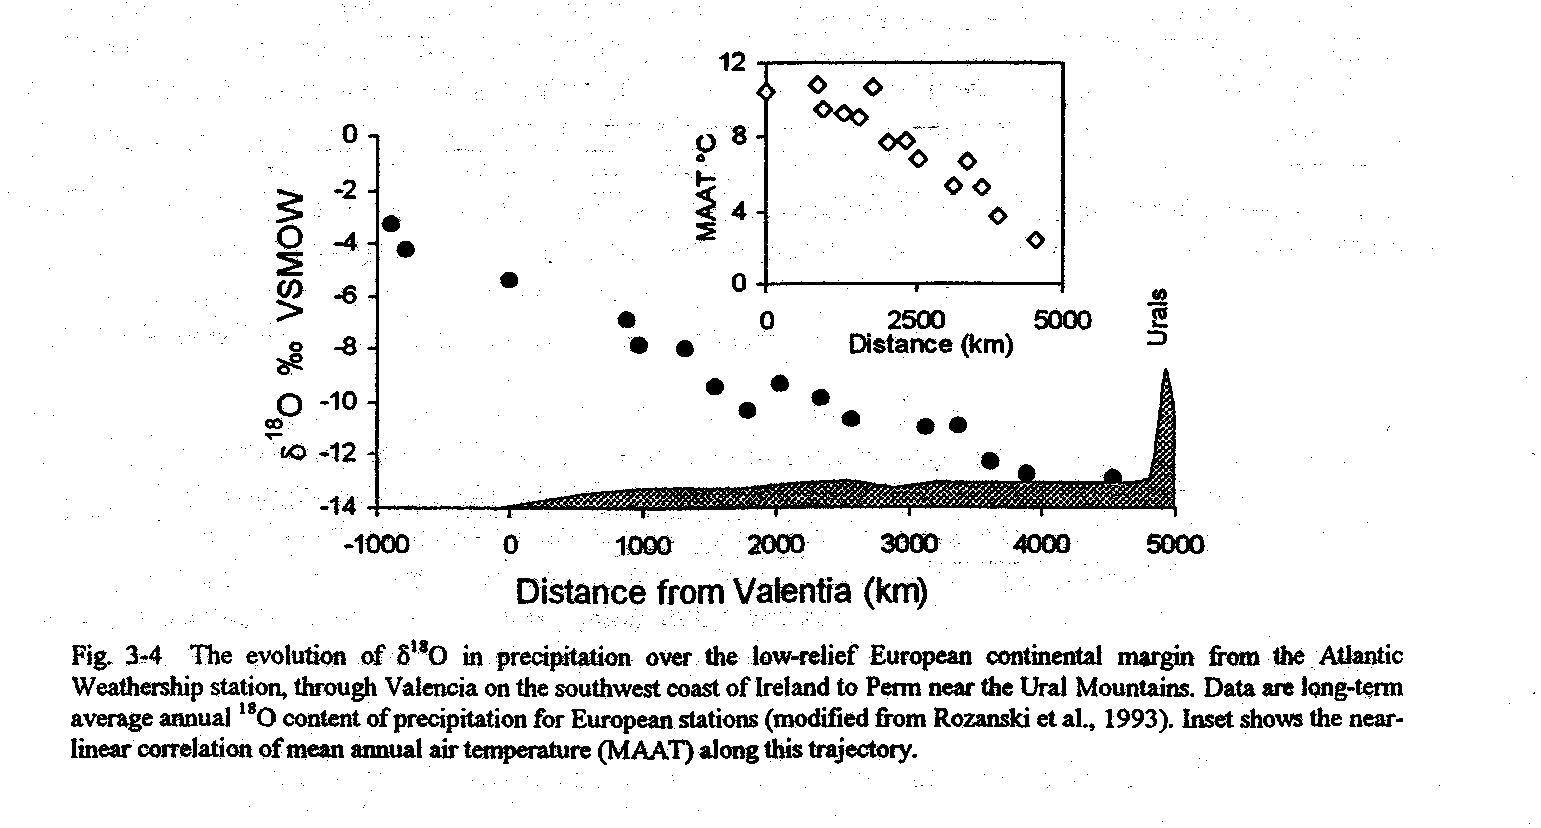 12
8
4
0
MAAT °C
0 2500 5000
Distance (km)
0
-2
-4
-6
-8
-10
-12
-14
δ ¹⁸O ‰ VSMOW
Urals
-1000 0 1000 2000 3000 4000 5000
Distance from Valentia (km)
Fig. 3-4 The evolution of δ¹⁸O in precipitation over the low-relief European continental margin from the Atlantic
Weathership station, through Valencia on the southwest coast of Ireland to Perm near the Ural Mountains. Data are long-term
average annual ¹⁸O content of precipitation for European stations (modified from Rozanski et al., 1993). Inset shows the near-
linear correlation of mean annual air temperature (MAAT) along this trajectory.